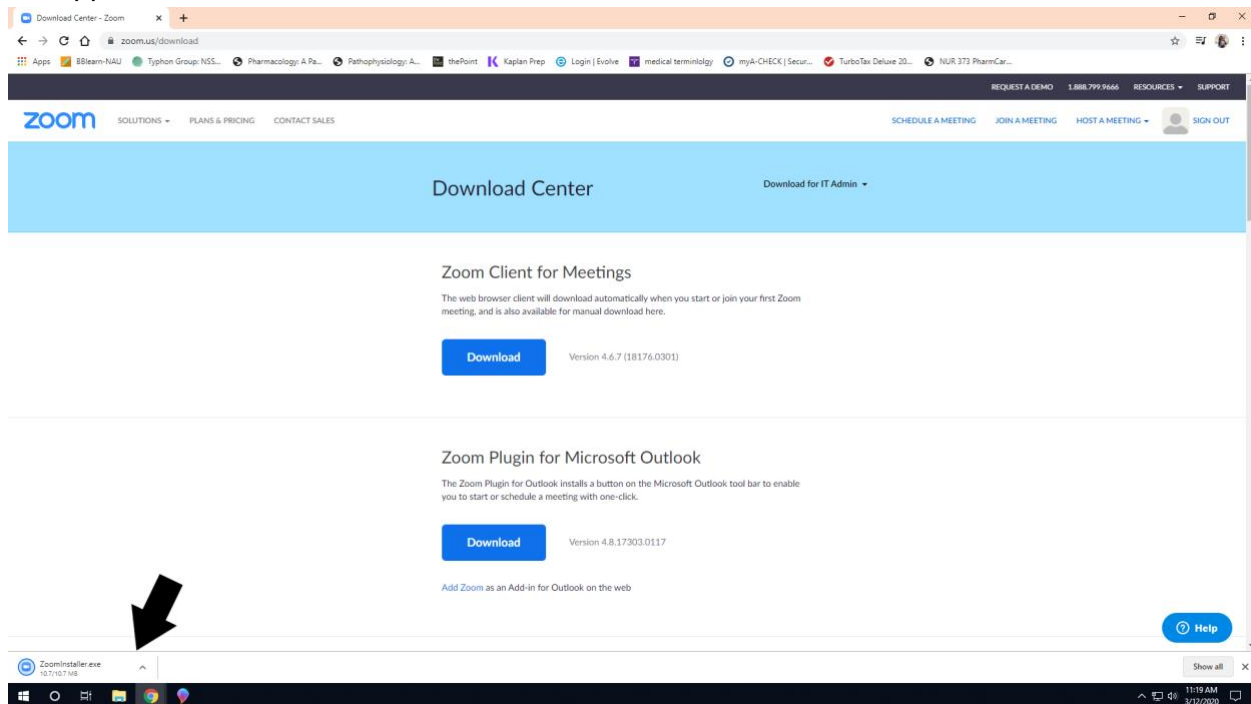 Download Center - Zoom
zoom.us/download
Apps BBlearn-NAU Typhon Group: NSS... Pharmacology: A Pa... Pathophysiology: A... thePoint Kaplan Prep Login | Evolve medical terminlolgy myA-CHECK | Secur... TurboTax Deluxe 20... NUR 373 PharmCar...
REQUEST A DEMO 1.888.799.9666 RESOURCES SUPPORT
zoom SOLUTIONS PLANS & PRICING CONTACT SALES SCHEDULE A MEETING JOIN A MEETING HOST A MEETING SIGN OUT
Download Center Download for IT Admin
Zoom Client for Meetings
The web browser client will download automatically when you start or join your first Zoom
meeting, and is also available for manual download here.
Download Version 4.6.7 (18176.0301)
Zoom Plugin for Microsoft Outlook
The Zoom Plugin for Outlook installs a button on the Microsoft Outlook tool bar to enable
you to start or schedule a meeting with one-click.
Download Version 4.8.17303.0117
Add Zoom as an Add-in for Outlook on the web
Help
ZoomInstaller.exe
10.7/10.7 MB
Show all
11:19 AM
3/12/2020